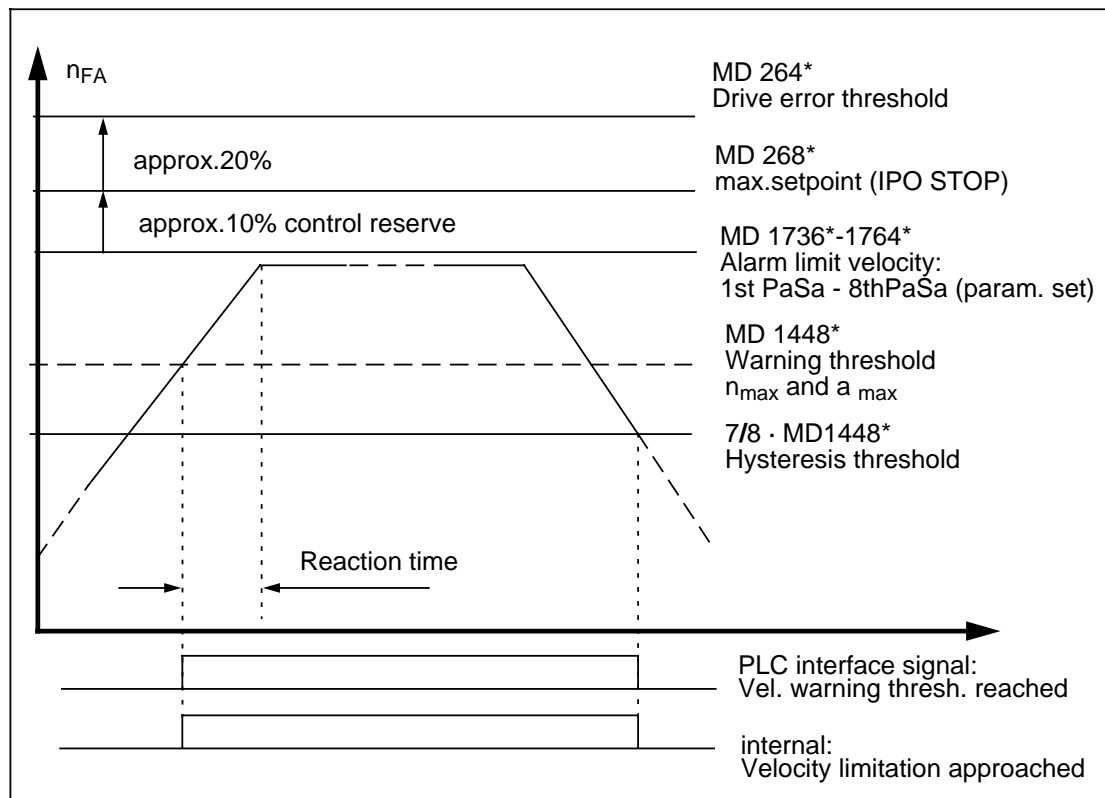 n_FA
MD 264*
Drive error threshold
approx.20%
MD 268*
max.setpoint (IPO STOP)
approx.10% control reserve
MD 1736*-1764*
Alarm limit velocity:
1st PaSa - 8thPaSa (param. set)
MD 1448*
Warning threshold
n_max and a _max
7/8 · MD1448*
Hysteresis threshold
Reaction time
PLC interface signal:
Vel. warning thresh. reached
internal:
Velocity limitation approached